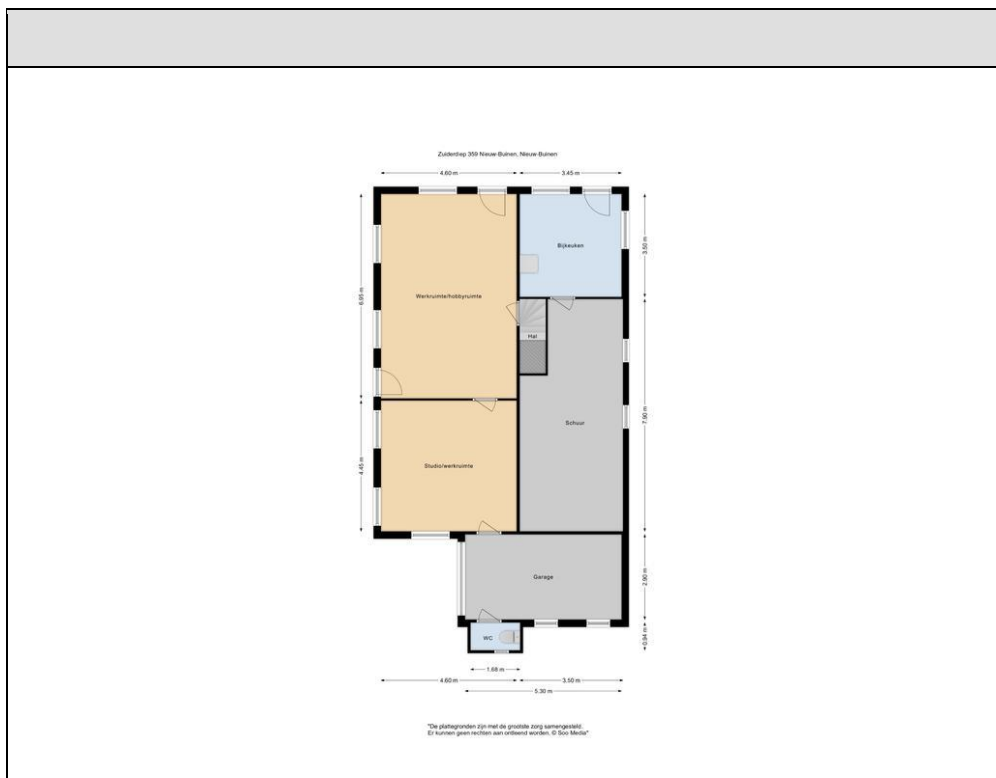 Zuiderdiep 359 Nieuw-Buinen, Nieuw-Buinen
4.60 m 3.45 m
Bijkeuken
3.50 m
Werkruimte/hobbyruimte
6.95 m
Hal
Schuur
7.90 m
Studio/werkruimte
4.45 m
Garage
2.90 m
WC
0.94 m
1.68 m
4.60 m 3.50 m
5.30 m
"De plattegronden zijn met de grootste zorg samengesteld.
Er kunnen geen rechten aan ontleend worden. © Soo Media"